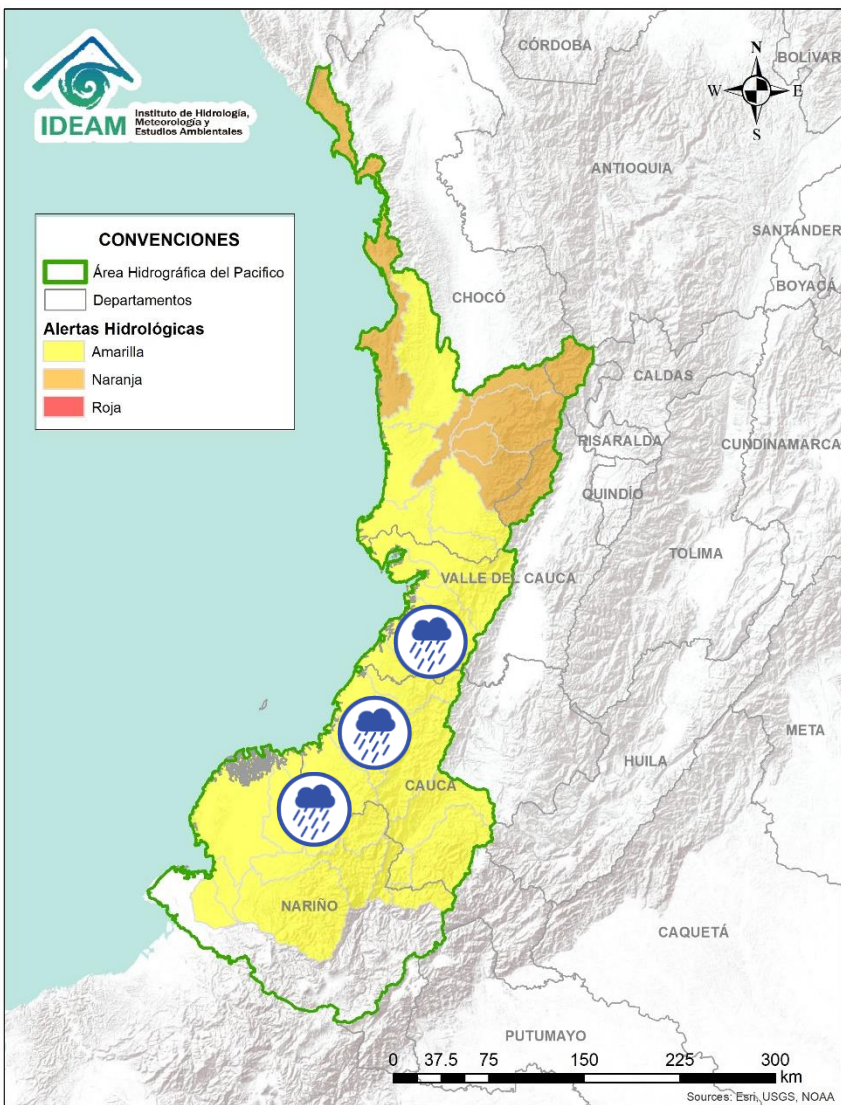 IDEAM
Instituto de Hidrología,
Meteorología y
Estudios Ambientales
CÓRDOBA
BOLÍVAR
N
W E
S
ANTIOQUIA
SANTANDER
BOYACÁ
CONVENCIONES
Área Hidrográfica del Pacifico
Departamentos
Alertas Hidrológicas
Amarilla
Naranja
Roja
CHOCÓ
CALDAS
RISARALDA
CUNDINAMARCA
QUINDÍO
TOLIMA
VALLE DEL CAUCA
META
HUILA
CAUCA
NARIÑO
CAQUETÁ
PUTUMAYO
0 37.5 75 150 225 300
km
Sources: Esri, USGS, NOAA